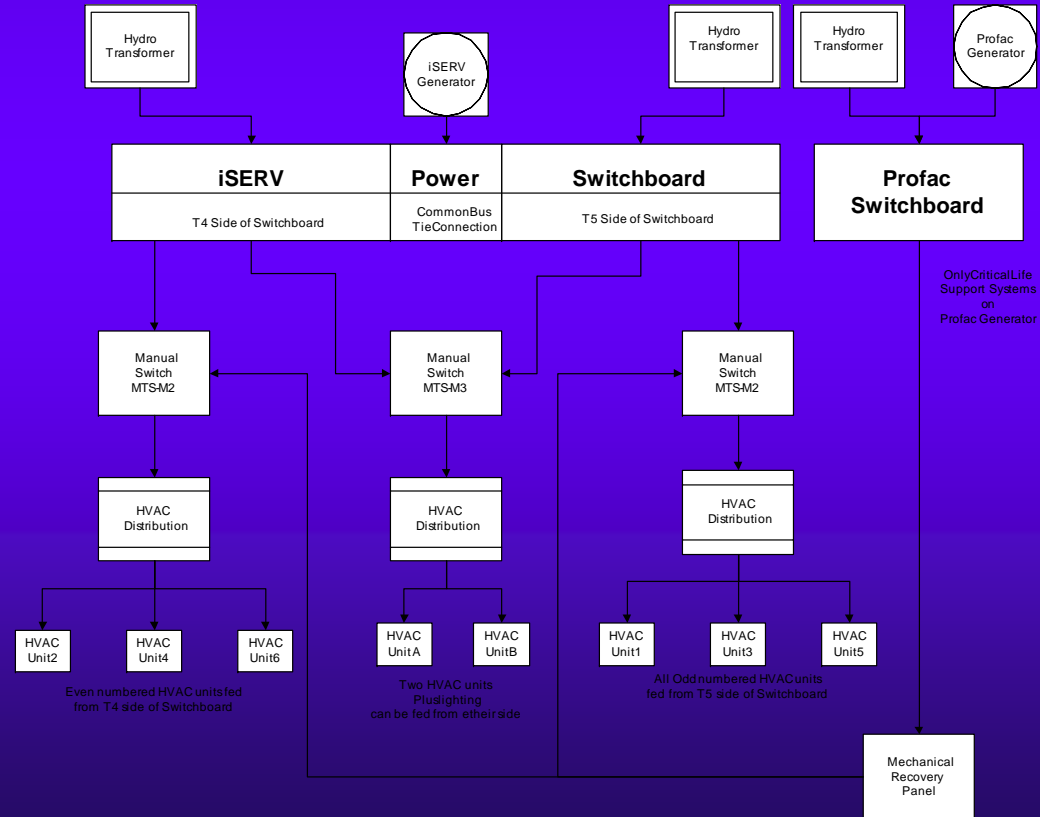 Hydro
Transformer
iSERV
Generator
Hydro
Transformer
Hydro
Transformer
Profac
Generator
iSERV
Power
Switchboard
T4 Side of Switchboard
CommonBus
TieConnection
T5 Side of Switchboard
Profac
Switchboard
OnlyCriticalLife
Support Systems
on
Profac Generator
Manual
Switch
MTS-M2
Manual
Switch
MTS-M3
Manual
Switch
MTS-M2
HVAC
Distribution
HVAC
Distribution
HVAC
Distribution
HVAC
Unit2
HVAC
Unit4
HVAC
Unit6
HVAC
UnitA
HVAC
UnitB
HVAC
Unit1
HVAC
Unit3
HVAC
Unit5
Even numbered HVAC units fed
from T4 side of Switchboard
Two HVAC units
Pluslighting
can be fed from etheir side
All Odd numbered HVAC units
fed from T5 side of Switchboard
Mechanical
Recovery
Panel